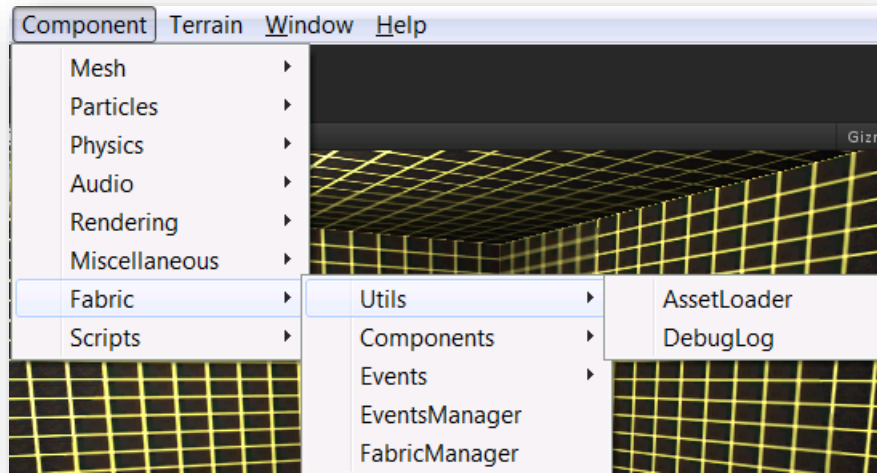 Component Terrain Window Help
Mesh
Particles
Physics
Audio
Rendering
Miscellaneous
Fabric
Scripts
Utils
Components
Events
EventsManager
FabricManager
AssetLoader
DebugLog